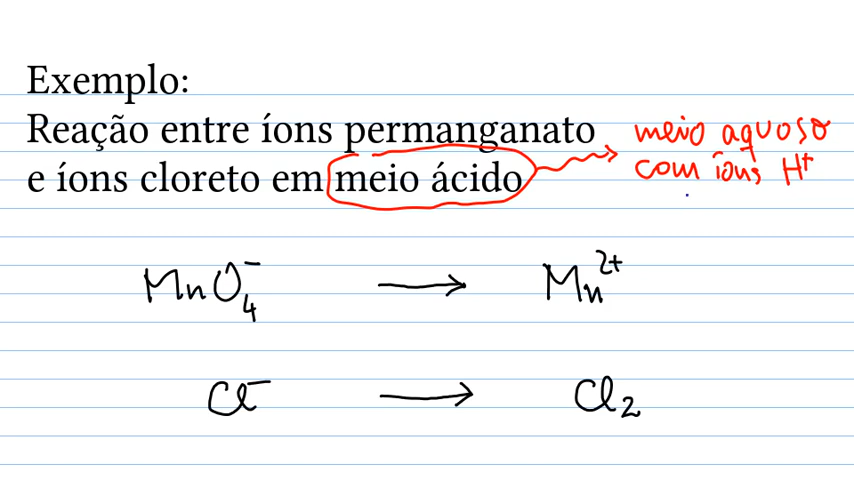 Exemplo:
Reação entre íons permanganato
e íons cloreto em meio ácido
meio aquoso
com íons H⁺
MnO₄⁻ → Mn²⁺
Cl⁻ → Cl₂